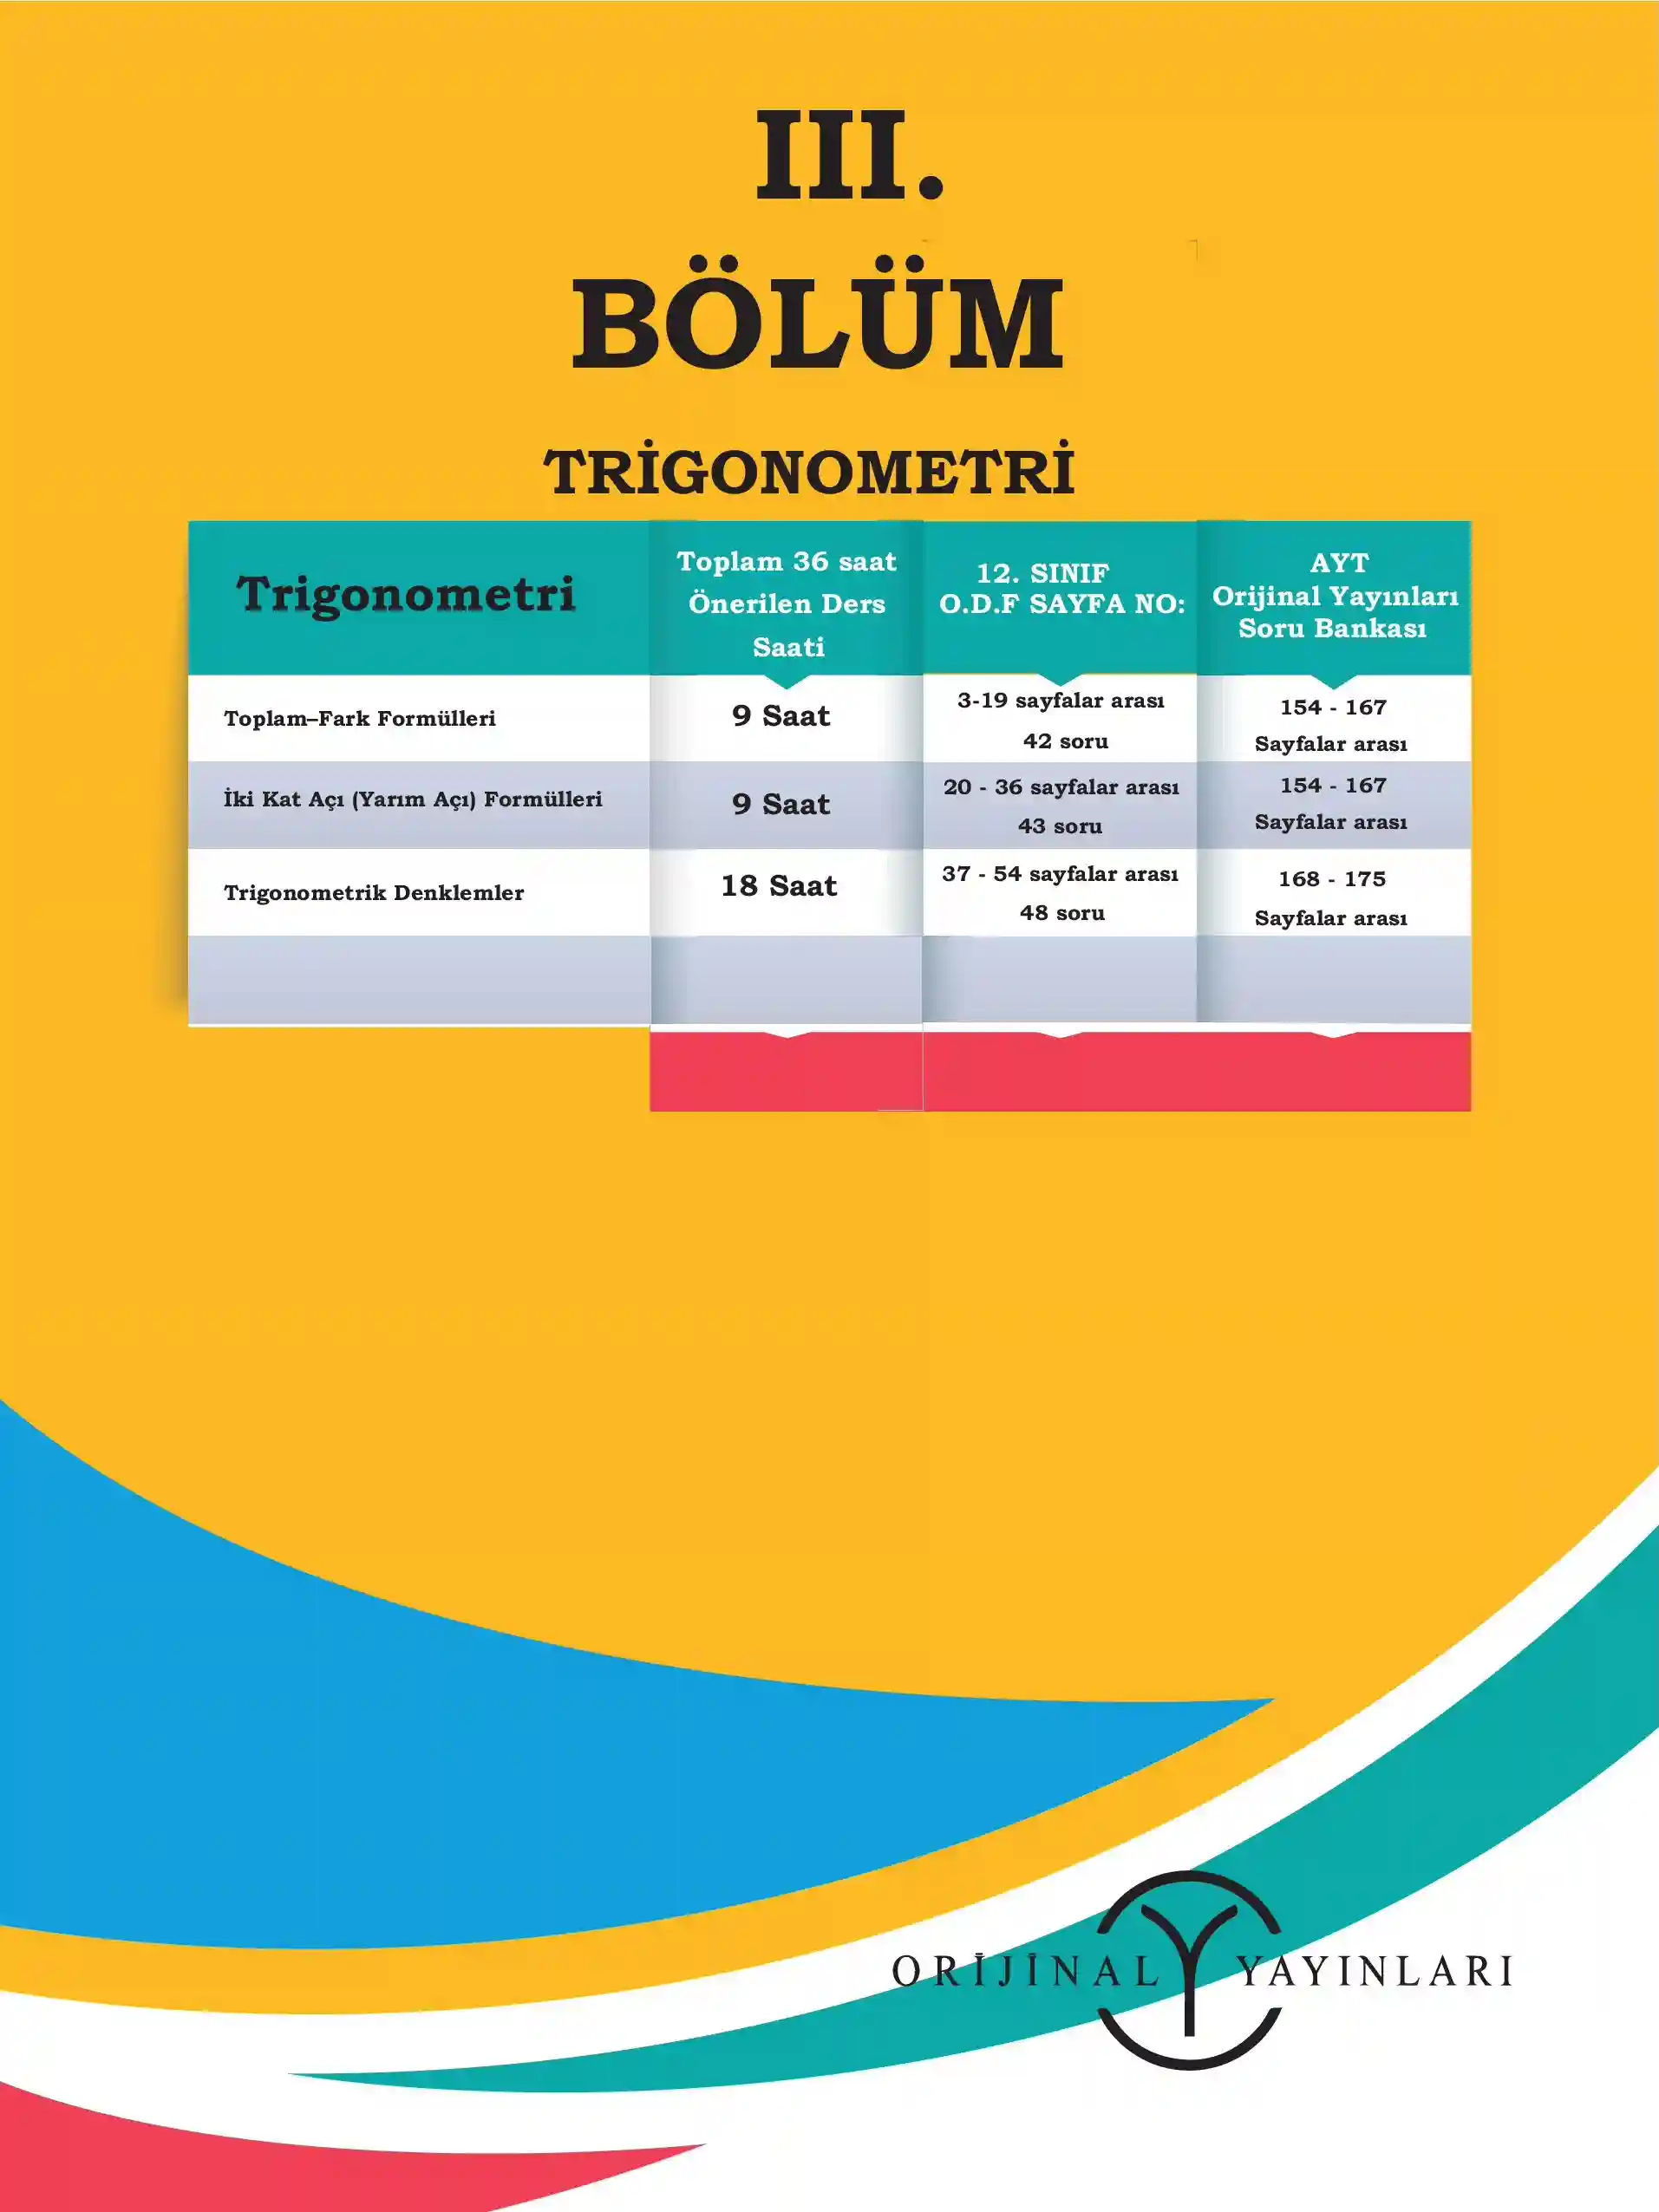 III.
BÖLÜM
TRİGONOMETRİ
Trigonometri
Toplam 36 saat
Önerilen Ders
Saati
12. SINIF
O.D.F SAYFA NO:
AYT
Orijinal Yayınları
Soru Bankası
Toplam–Fark Formülleri
9 Saat
3-19 sayfalar arası
42 soru
154 - 167
Sayfalar arası
İki Kat Açı (Yarım Açı) Formülleri
9 Saat
20 - 36 sayfalar arası
43 soru
154 - 167
Sayfalar arası
Trigonometrik Denklemler
18 Saat
37 - 54 sayfalar arası
48 soru
168 - 175
Sayfalar arası
ORİJİNAL YAYINLARI